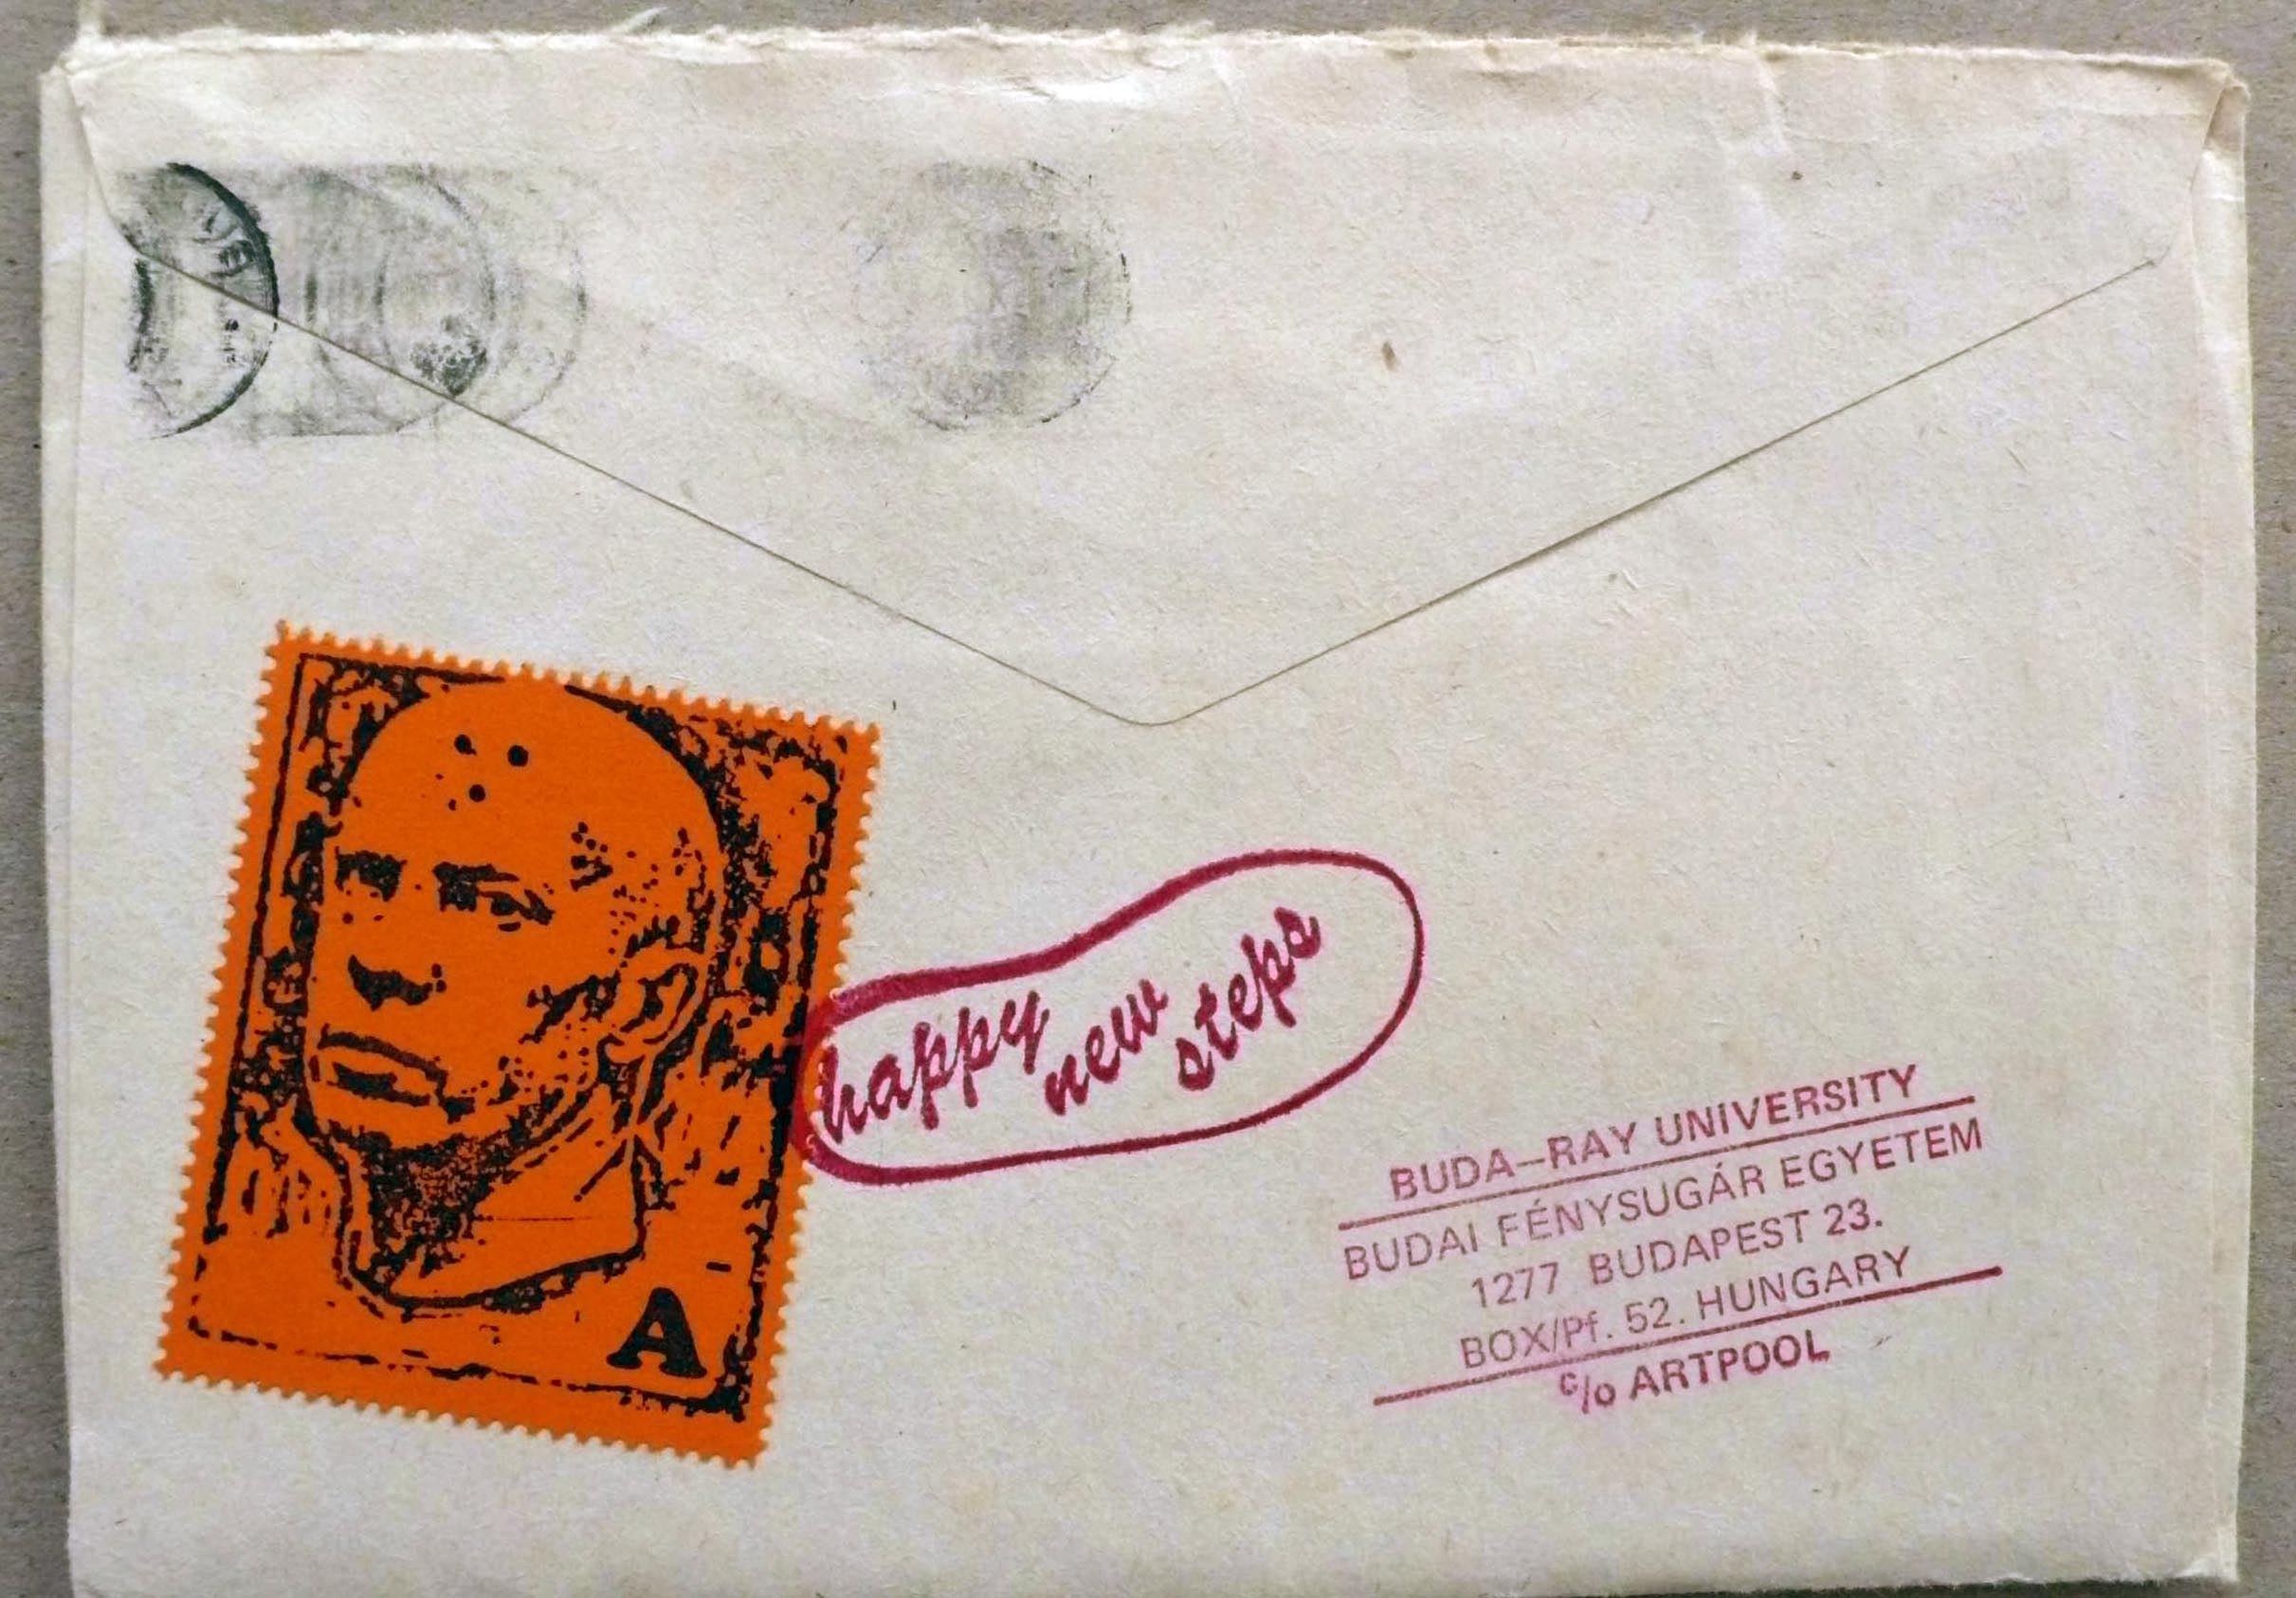 happy
new
steps
BUDA–RAY UNIVERSITY
BUDAI FÉNYSUGÁR EGYETEM
1277 BUDAPEST 23.
BOX/Pf. 52. HUNGARY
c/o ARTPOOL
A